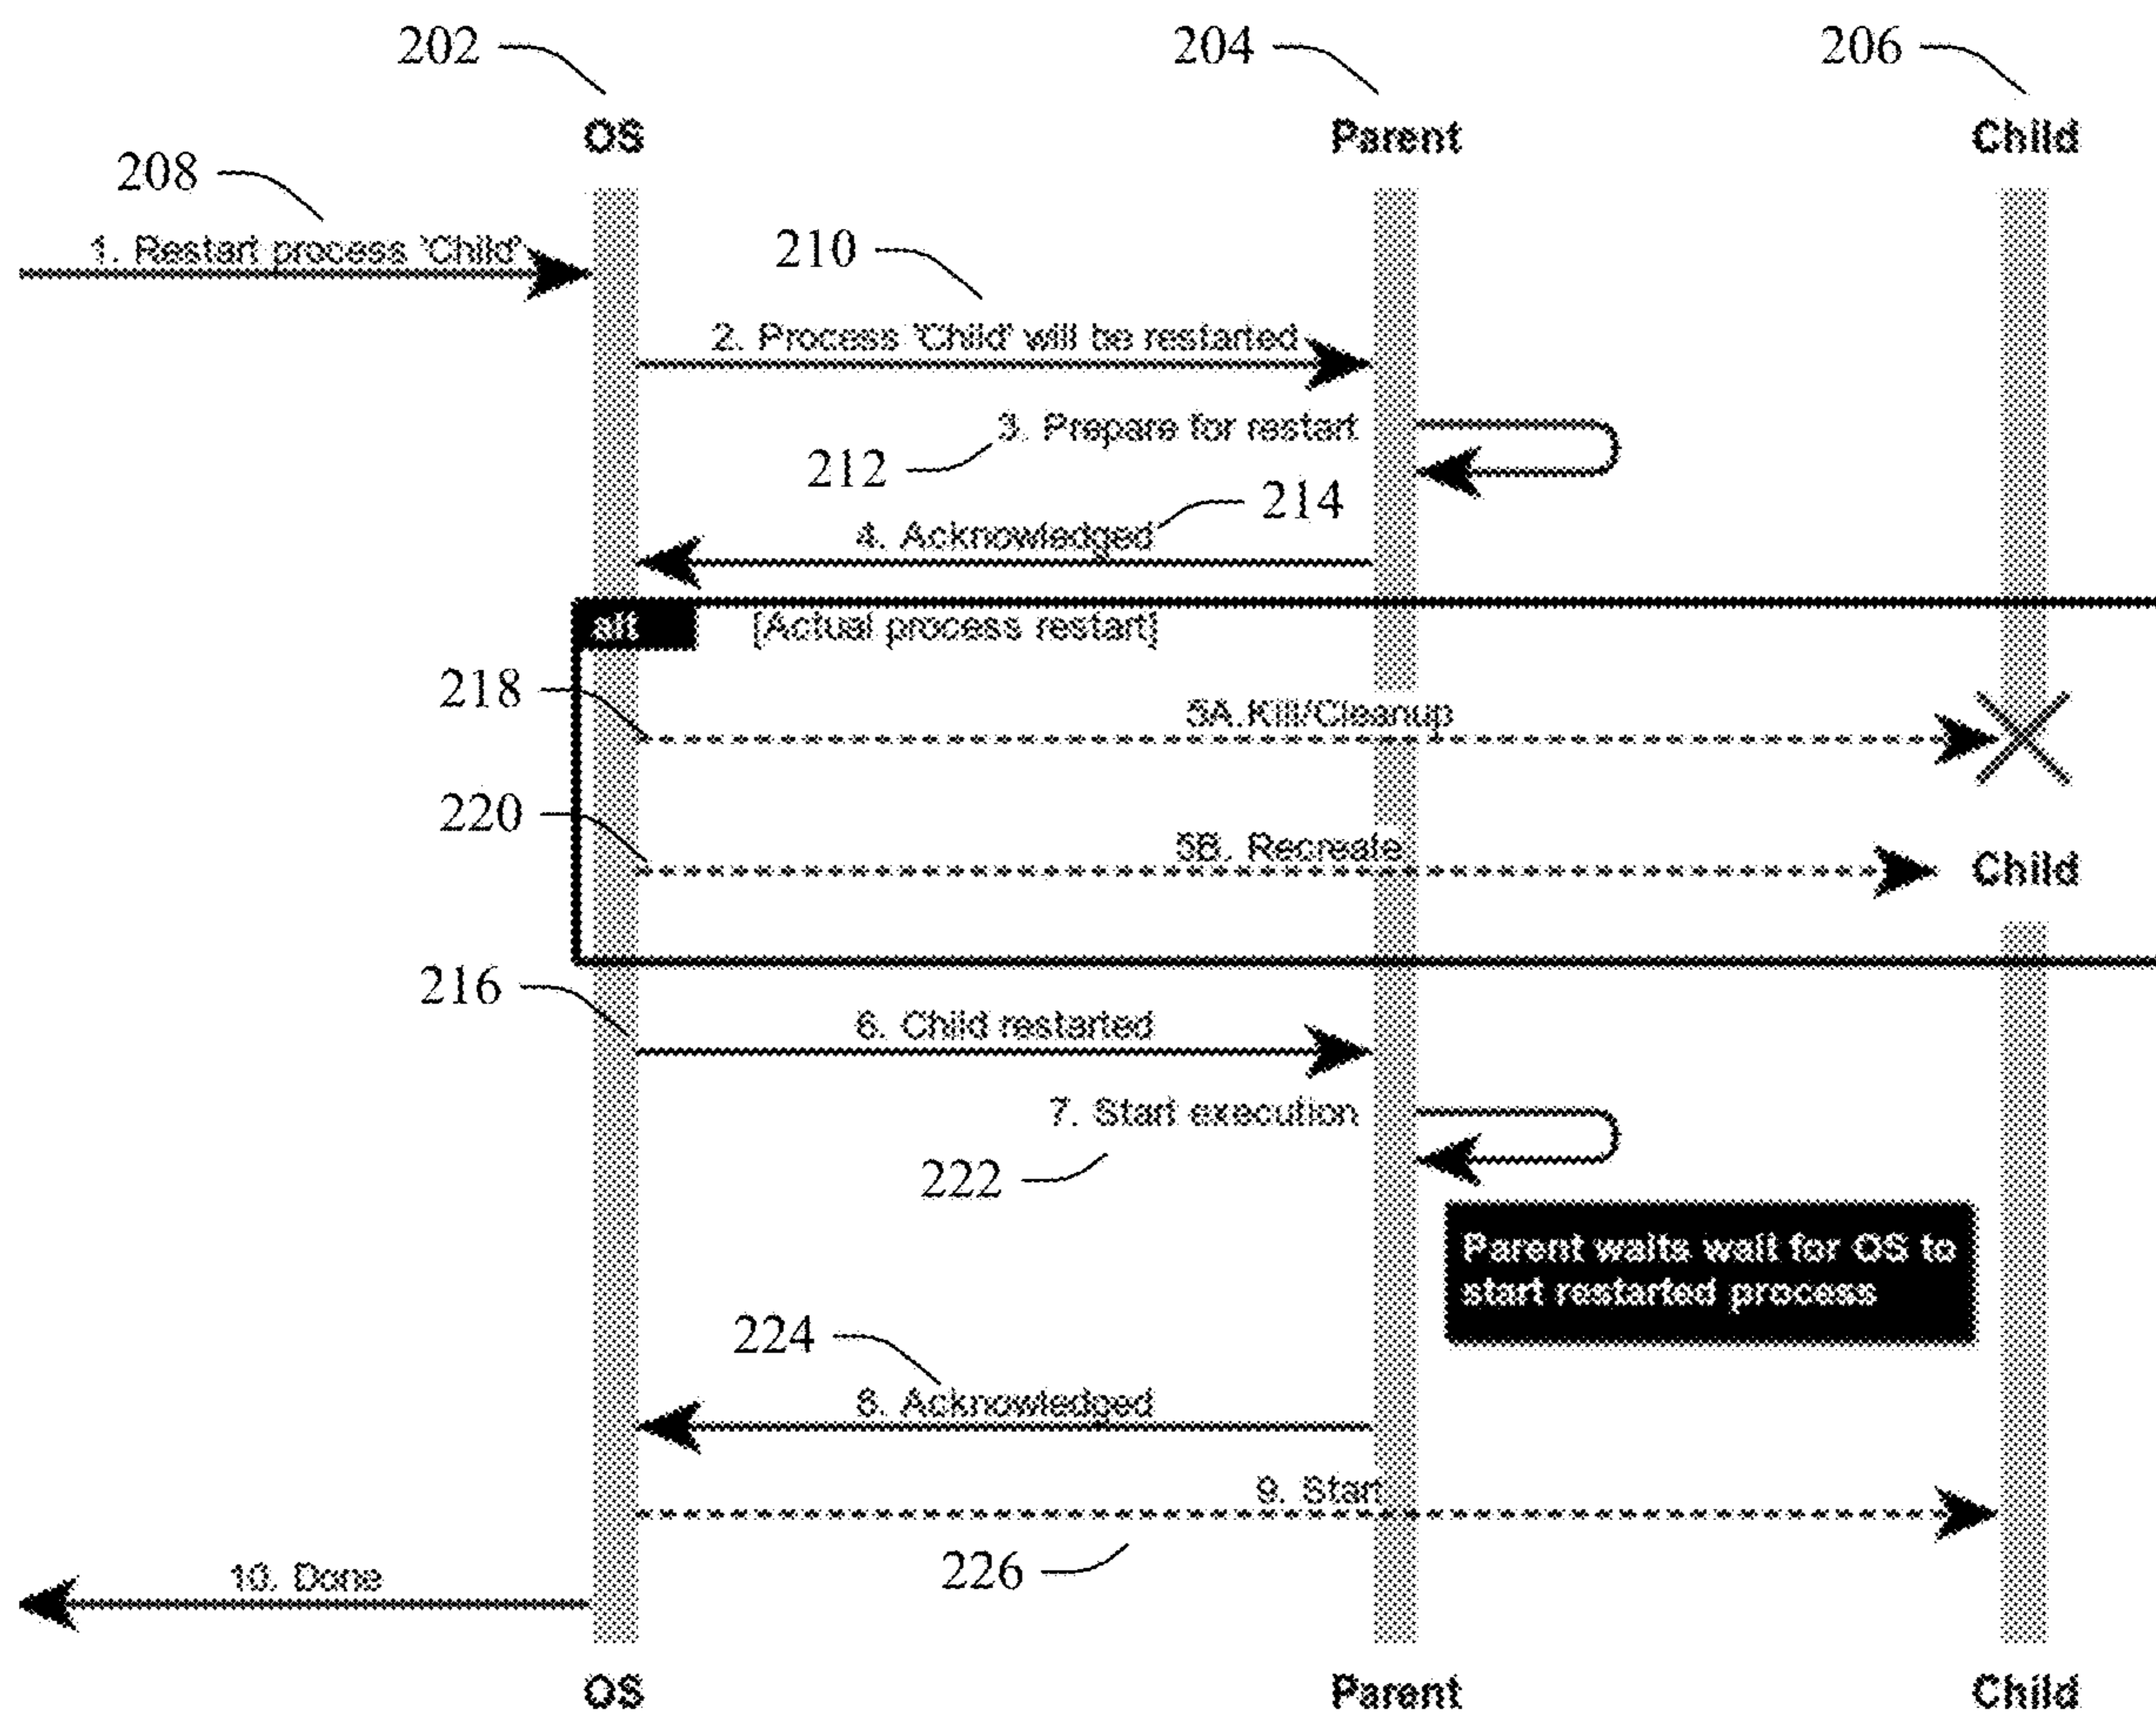 202
204
206
OS
Parent
Child
208
1. Restart process 'Child'
210
2. Process 'Child' will be restarted
3. Prepare for restart
212
214
4. Acknowledged
alt
[Actual process restart]
218
5A.Kill/Cleanup
220
5B. Recreate
Child
216
6. Child restarted
7. Start execution
222
Parent waits wait for OS to
start restarted process
224
8. Acknowledged
9. Start
226
10. Done
OS
Parent
Child